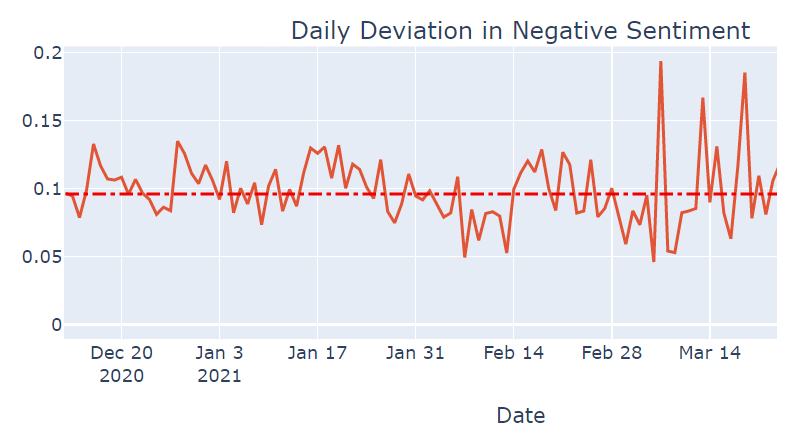 Daily Deviation in Negative Sentiment
0.2
0.15
0.1
0.05
0
Dec 20 Jan 3 Jan 17 Jan 31 Feb 14 Feb 28 Mar 14
2020 2021
Date